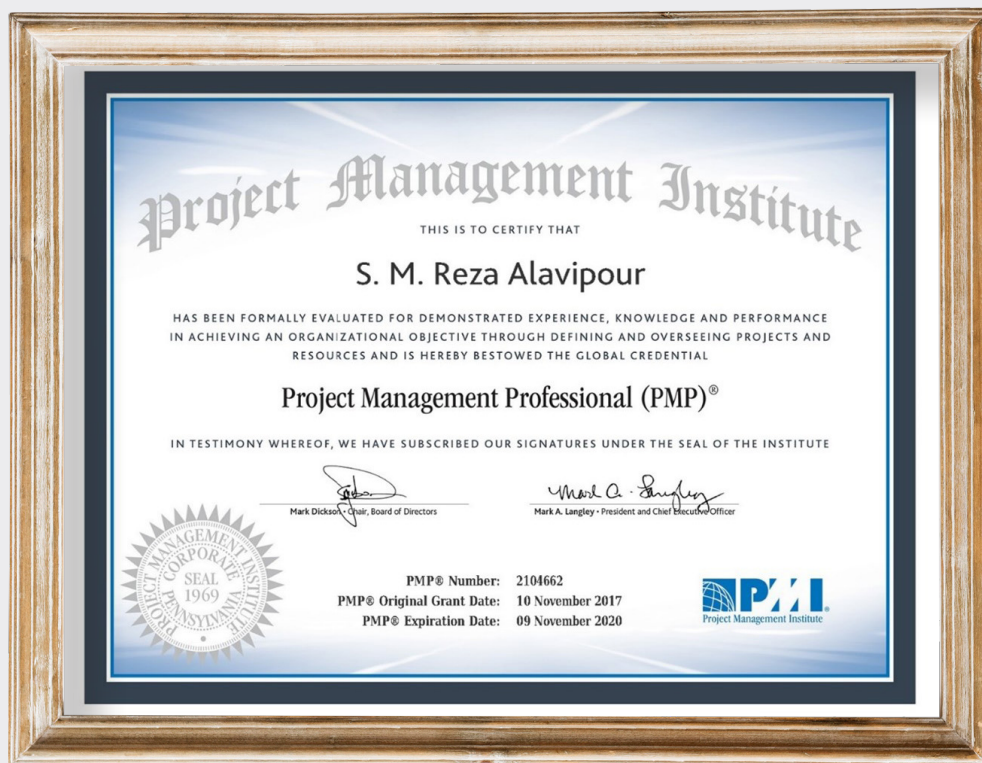 Project Management Institute
THIS IS TO CERTIFY THAT
S. M. Reza Alavipour
HAS BEEN FORMALLY EVALUATED FOR DEMONSTRATED EXPERIENCE, KNOWLEDGE AND PERFORMANCE
IN ACHIEVING AN ORGANIZATIONAL OBJECTIVE THROUGH DEFINING AND OVERSEEING PROJECTS AND
RESOURCES AND IS HEREBY BESTOWED THE GLOBAL CREDENTIAL
Project Management Professional (PMP)®
IN TESTIMONY WHEREOF, WE HAVE SUBSCRIBED OUR SIGNATURES UNDER THE SEAL OF THE INSTITUTE
Mark A. Langley
Mark Dickson • Chair, Board of Directors
Mark A. Langley • President and Chief Executive Officer
PROJECT MANAGEMENT INSTITUTE
CORPORATE
SEAL
1969
PENNSYLVANIA
PMP® Number: 2104662
PMP® Original Grant Date: 10 November 2017
PMP® Expiration Date: 09 November 2020
PMI®
Project Management Institute